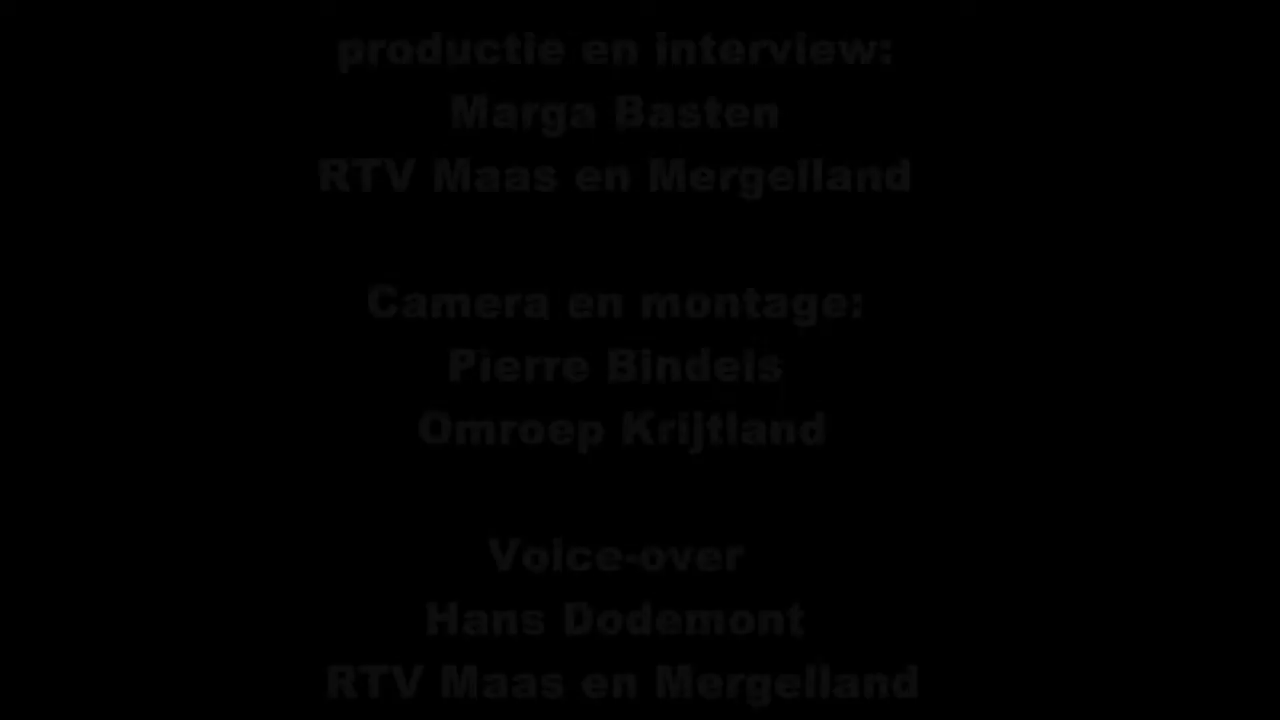 productie en interview:
Marga Basten
RTV Maas en Mergelland
Camera en montage:
Pierre Bindels
Omroep Krijtland
Voice-over
Hans Dodemont
RTV Maas en Mergelland